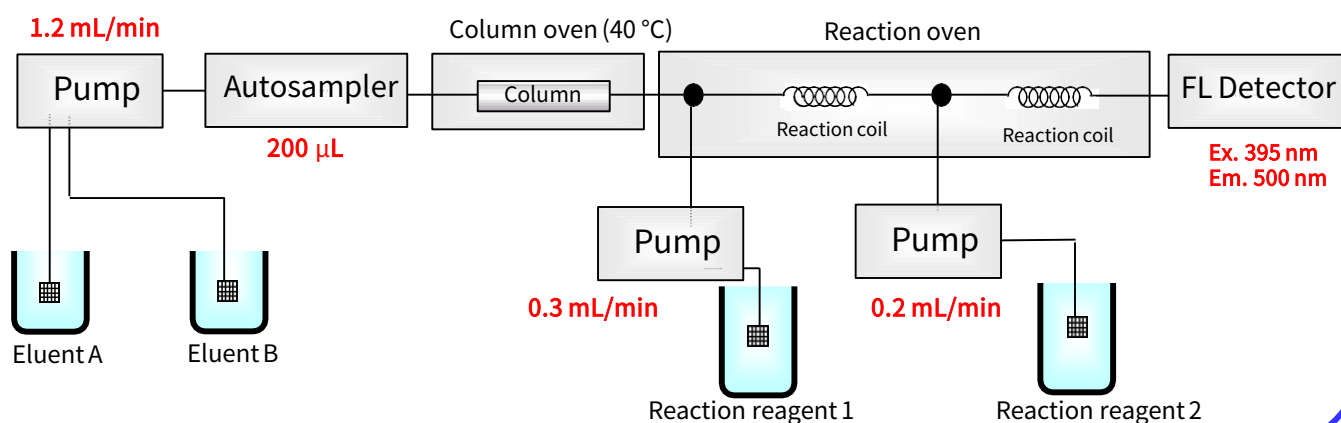 1.2 mL/min
Pump
Autosampler
200 μL
Column oven (40 °C)
Column
Reaction oven
Reaction coil
Reaction coil
FL Detector
Ex. 395 nm
Em. 500 nm
Pump
0.3 mL/min
Pump
0.2 mL/min
Eluent A
Eluent B
Reaction reagent 1
Reaction reagent 2